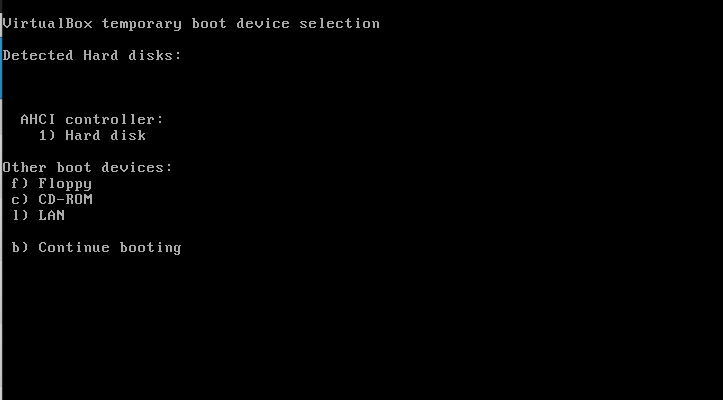 VirtualBox temporary boot device selection
Detected Hard disks:
AHCI controller:
1) Hard disk
Other boot devices:
f) Floppy
c) CD-ROM
l) LAN
b) Continue booting